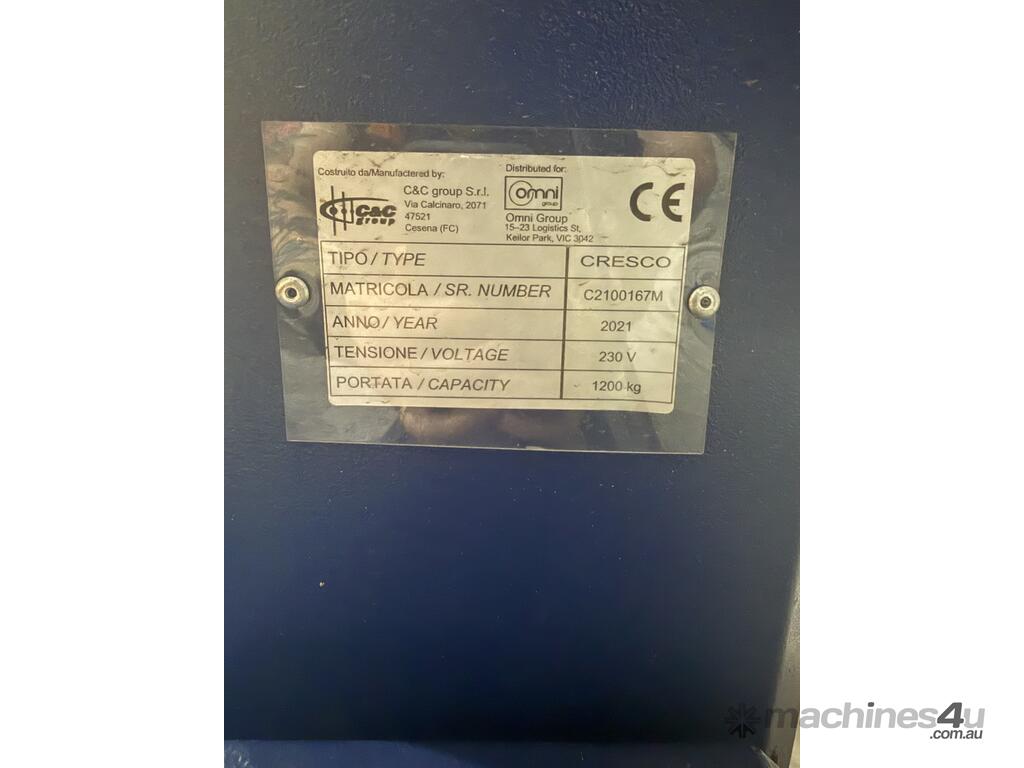 Costruito da/Manufactered by:
C&C group
C&C group S.r.l.
Via Calcinaro, 2071
47521
Cesena (FC)
Distributed for:
omni
group
Omni Group
15-23 Logistics St,
Keilor Park, VIC 3042
CE
TIPO / TYPE CRESCO
MATRICOLA / SR. NUMBER C2100167M
ANNO / YEAR 2021
TENSIONE / VOLTAGE 230 V
PORTATA / CAPACITY 1200 kg
machines4u
.com.au